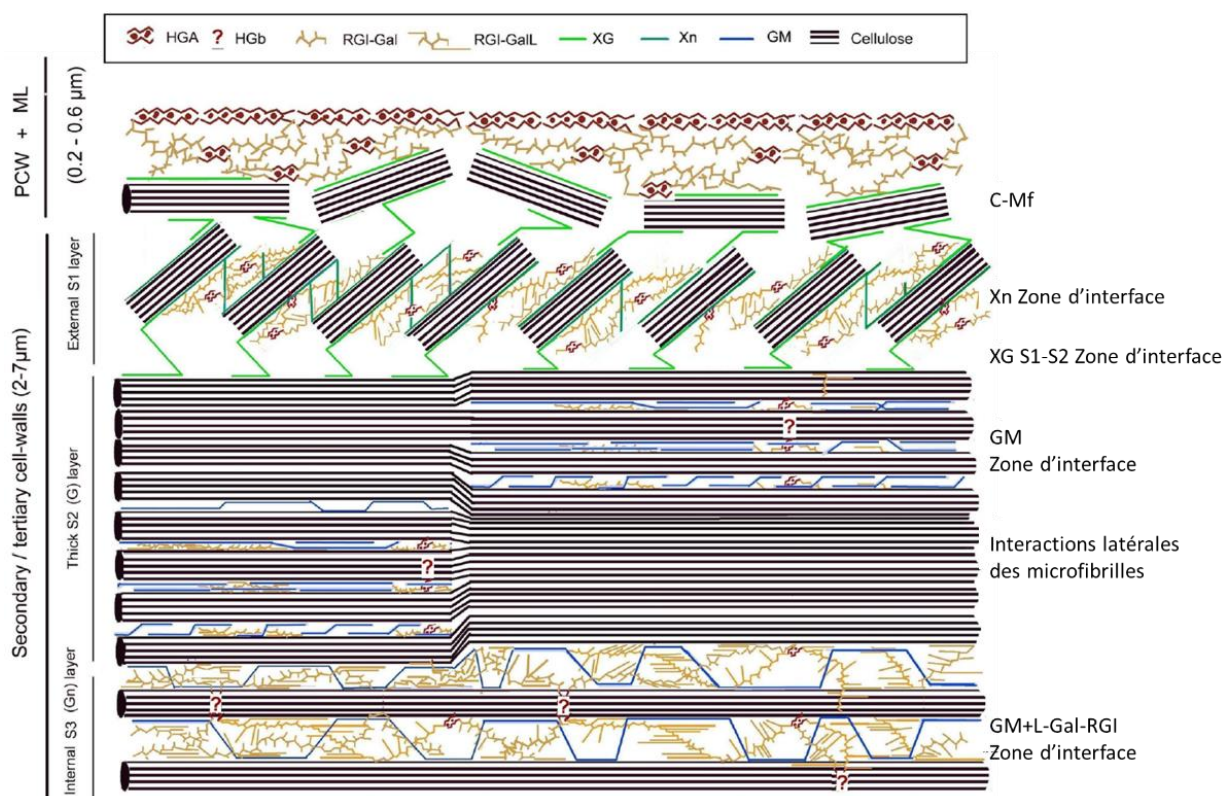 HGA ? HGb RGI-Gal RGI-GalL XG Xn GM Cellulose
PCW + ML
(0.2 - 0.6 µm)
C-Mf
Secondary / tertiary cell-walls (2-7µm)
External S1 layer
Xn Zone d’interface
XG S1-S2 Zone d’interface
Thick S2 (G) layer
?
GM
Zone d’interface
Interactions latérales
des microfibrilles
?
Internal S3 (Gn) layer
? ?
GM+L-Gal-RGI
Zone d’interface
?